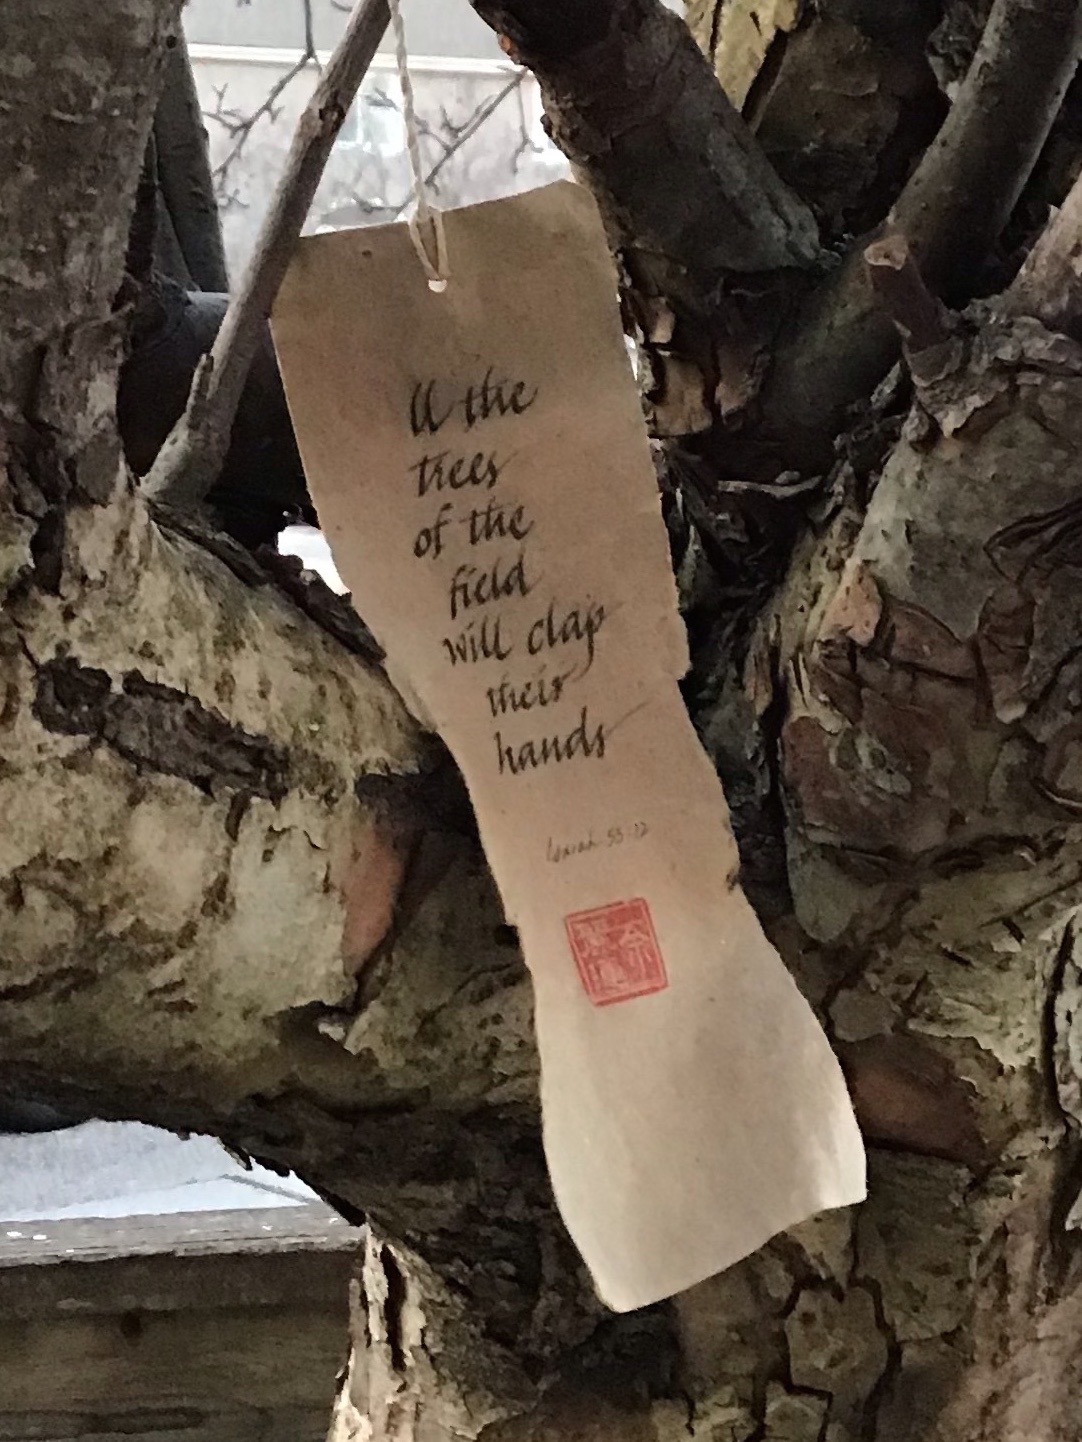 ll the
trees
of the
field
will clap
their
hands
Isaiah 55:12